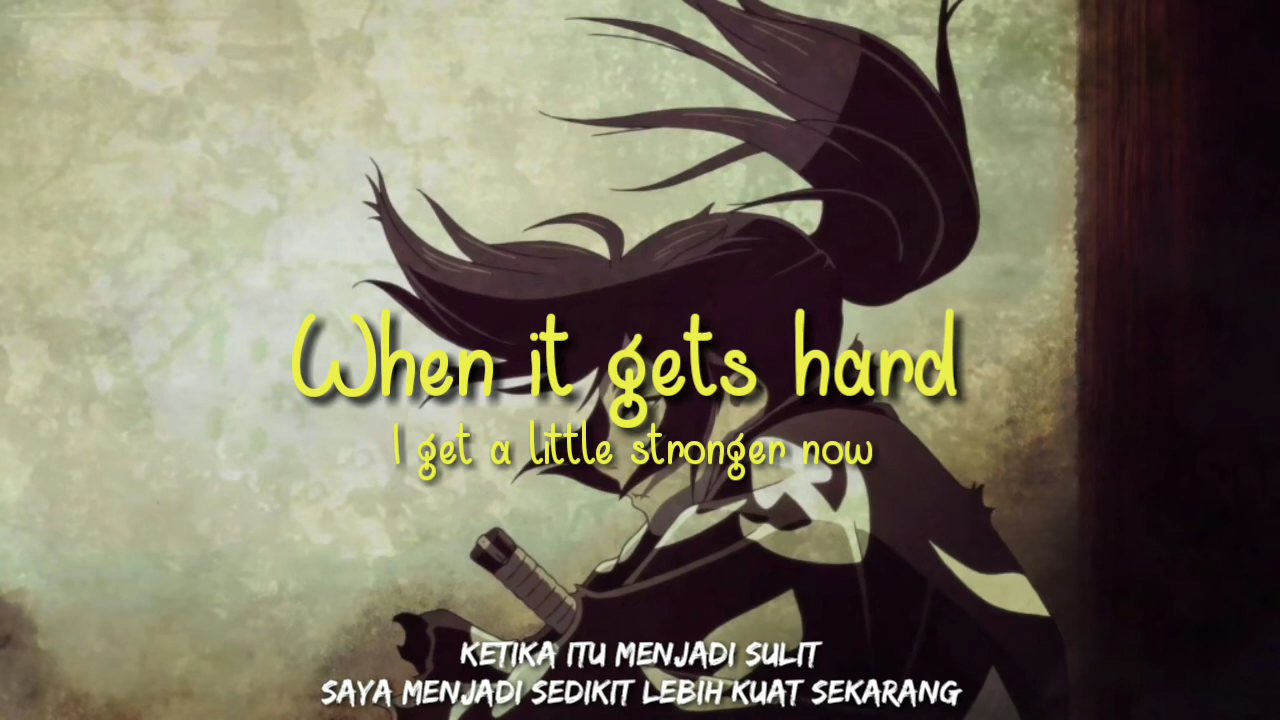 When it gets hard
I get a little stronger now
KETIKA ITU MENJADI SULIT
SAYA MENJADI SEDIKIT LEBIH KUAT SEKARANG